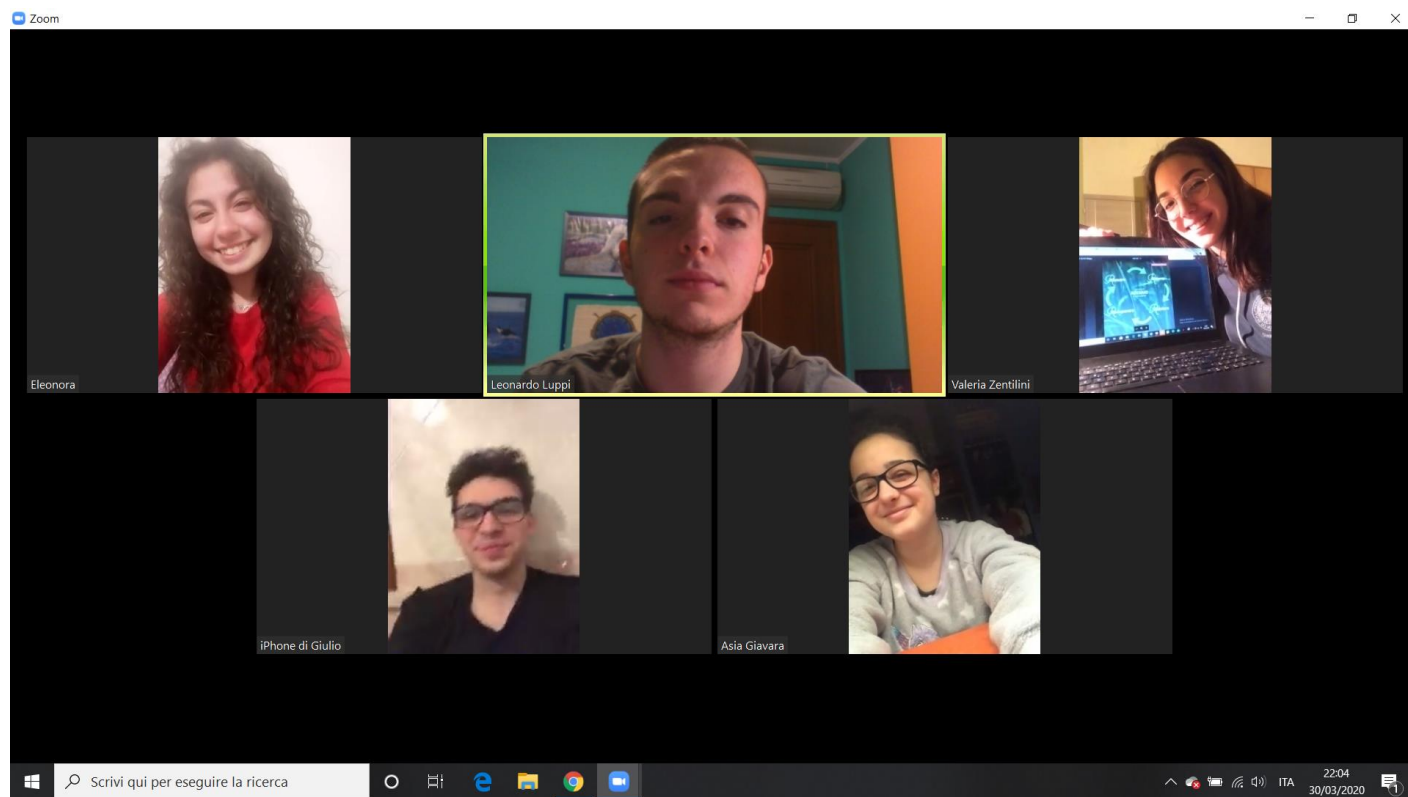 Zoom
Eleonora
Leonardo Luppi
Valeria Zentilini
iPhone di Giulio
Asia Giavara
Scrivi qui per eseguire la ricerca
ITA
22:04
30/03/2020
1